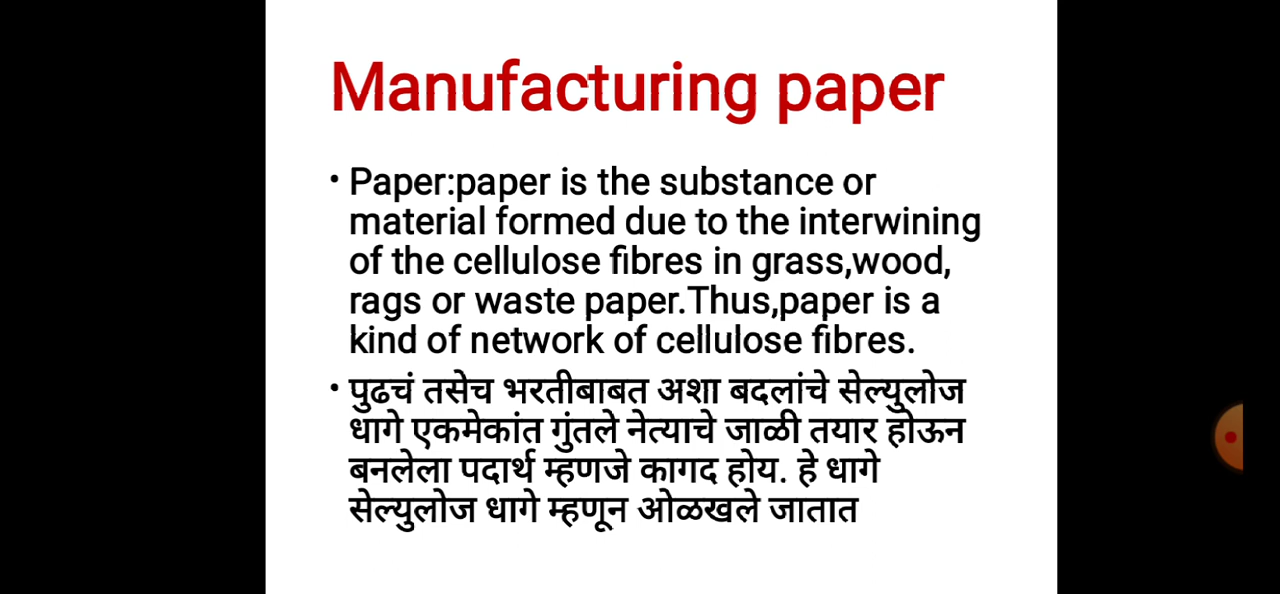 Manufacturing paper
• Paper:paper is the substance or
material formed due to the interwining
of the cellulose fibres in grass,wood,
rags or waste paper.Thus,paper is a
kind of network of cellulose fibres.
• पुढचं तसेच भरतीबाबत अशा बदलांचे सेल्युलोज
धागे एकमेकांत गुंतले नेत्याचे जाळी तयार होऊन
बनलेला पदार्थ म्हणजे कागद होय. हे धागे
सेल्युलोज धागे म्हणून ओळखले जातात